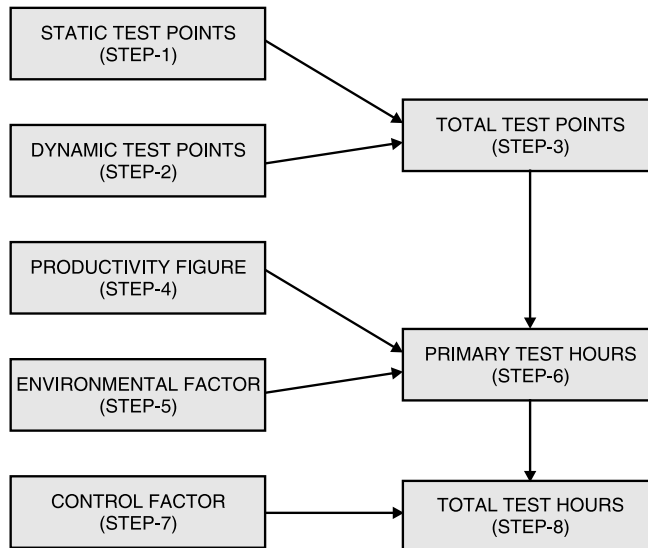 STATIC TEST POINTS
(STEP-1)
DYNAMIC TEST POINTS
(STEP-2)
TOTAL TEST POINTS
(STEP-3)
PRODUCTIVITY FIGURE
(STEP-4)
ENVIRONMENTAL FACTOR
(STEP-5)
PRIMARY TEST HOURS
(STEP-6)
CONTROL FACTOR
(STEP-7)
TOTAL TEST HOURS
(STEP-8)